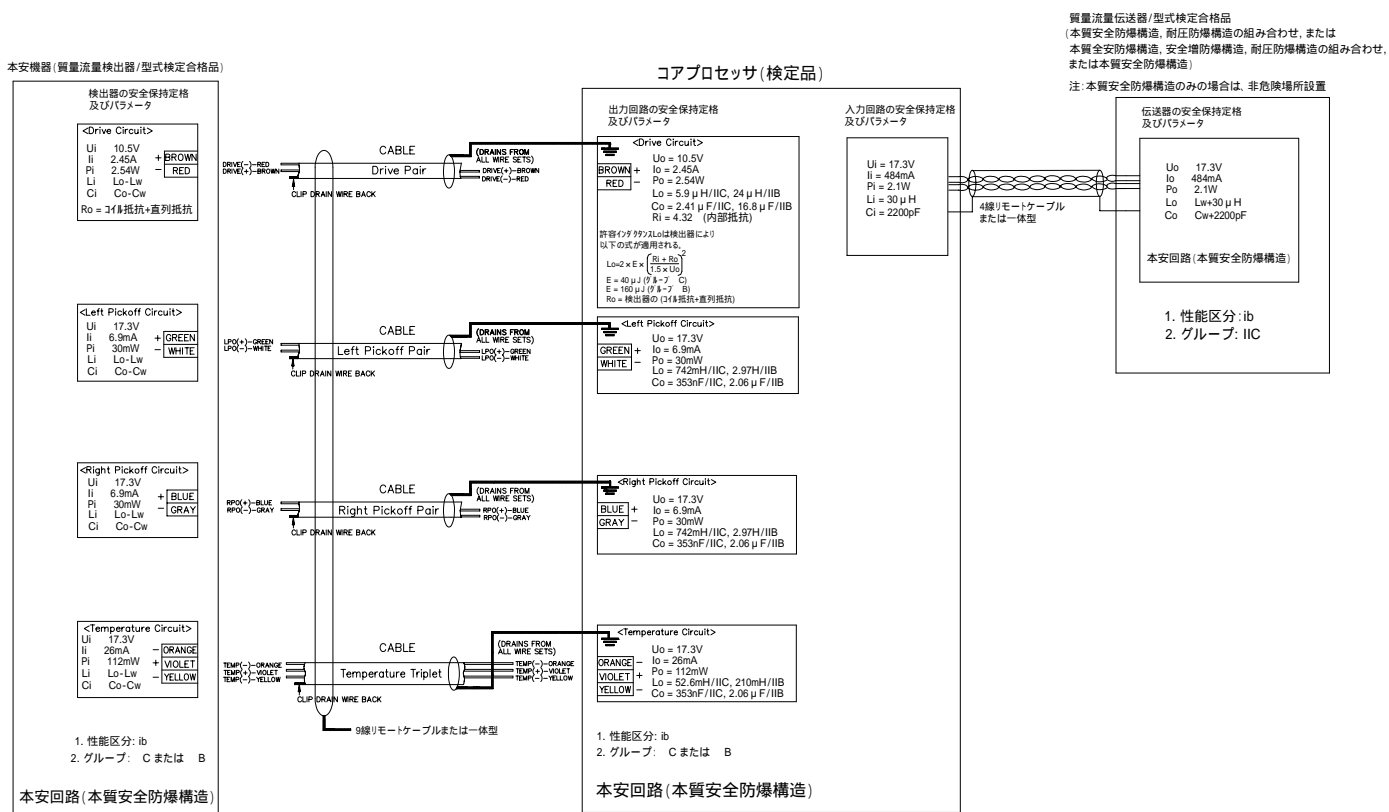 質量流量伝送器/型式検定合格品
(本質安全防爆構造, 耐圧防爆構造の組み合わせ, または
本質全安防爆構造, 安全増防爆構造, 耐圧防爆構造の組み合わせ,
または本質安全防爆構造)
注:本質安全防爆構造のみの場合は、非危険場所設置
本安機器(質量流量検出器/型式検定合格品)
検出器の安全保持定格
及びパラメータ
<Drive Circuit>
Ui 10.5V
Ii 2.45A
Pi 2.54W
Li Lo-Lw
Ci Co-Cw
+ BROWN
− RED
Ro = コイル抵抗+直列抵抗
<Left Pickoff Circuit>
Ui 17.3V
Ii 6.9mA
Pi 30mW
Li Lo-Lw
Ci Co-Cw
+ GREEN
− WHITE
<Right Pickoff Circuit>
Ui 17.3V
Ii 6.9mA
Pi 30mW
Li Lo-Lw
Ci Co-Cw
+ BLUE
− GRAY
<Temperature Circuit>
Ui 17.3V
Ii 26mA
Pi 112mW
Li Lo-Lw
Ci Co-Cw
− ORANGE
+ VIOLET
− YELLOW
1. 性能区分: ib
2. グループ: C または B
本安回路(本質安全防爆構造)
DRIVE(−)−RED
DRIVE(+)−BROWN
CABLE
Drive Pair
(DRAINS FROM
ALL WIRE SETS)
DRIVE(+)−BROWN
DRIVE(−)−RED
CLIP DRAIN WIRE BACK
LPO(+)−GREEN
LPO(−)−WHITE
CABLE
Left Pickoff Pair
(DRAINS FROM
ALL WIRE SETS)
LPO(+)−GREEN
LPO(−)−WHITE
CLIP DRAIN WIRE BACK
RPO(+)−BLUE
RPO(−)−GRAY
CABLE
Right Pickoff Pair
(DRAINS FROM
ALL WIRE SETS)
RPO(+)−BLUE
RPO(−)−GRAY
CLIP DRAIN WIRE BACK
TEMP(−)−ORANGE
TEMP(+)−VIOLET
TEMP(−)−YELLOW
CABLE
Temperature Triplet
(DRAINS FROM
ALL WIRE SETS)
TEMP(−)−ORANGE
TEMP(+)−VIOLET
TEMP(−)−YELLOW
CLIP DRAIN WIRE BACK
9線リモートケーブルまたは一体型
コアプロセッサ(検定品)
出力回路の安全保持定格
及びパラメータ
<Drive Circuit>
BROWN +
RED −
Uo = 10.5V
Io = 2.45A
Po = 2.54W
Lo = 5.9 μ H/IIC, 24 μ H/IIB
Co = 2.41 μ F/IIC, 16.8 μ F/IIB
Ri = 4.32 (内部抵抗)
許容インダクタンスLoは検出器により
以下の式が適用される。
Lo=2 × E × (Ri + Ro / 1.5 × Uo)2
E = 40 μ J (グループ C)
E = 160 μ J (グループ B)
Ro = 検出器の (コイル抵抗+直列抵抗)
<Left Pickoff Circuit>
GREEN +
WHITE −
Uo = 17.3V
Io = 6.9mA
Po = 30mW
Lo = 742mH/IIC, 2.97H/IIB
Co = 353nF/IIC, 2.06 μ F/IIB
<Right Pickoff Circuit>
BLUE +
GRAY −
Uo = 17.3V
Io = 6.9mA
Po = 30mW
Lo = 742mH/IIC, 2.97H/IIB
Co = 353nF/IIC, 2.06 μ F/IIB
<Temperature Circuit>
ORANGE −
VIOLET +
YELLOW −
Uo = 17.3V
Io = 26mA
Po = 112mW
Lo = 52.6mH/IIC, 210mH/IIB
Co = 353nF/IIC, 2.06 μ F/IIB
1. 性能区分: ib
2. グループ: C または B
本安回路(本質安全防爆構造)
入力回路の安全保持定格
及びパラメータ
Ui = 17.3V
Ii = 484mA
Pi = 2.1W
Li = 30 μ H
Ci = 2200pF
4線リモートケーブル
または一体型
伝送器の安全保持定格
及びパラメータ
Uo 17.3V
Io 484mA
Po 2.1W
Lo Lw+30 μ H
Co Cw+2200pF
本安回路(本質安全防爆構造)
1. 性能区分:ib
2. グループ: IIC